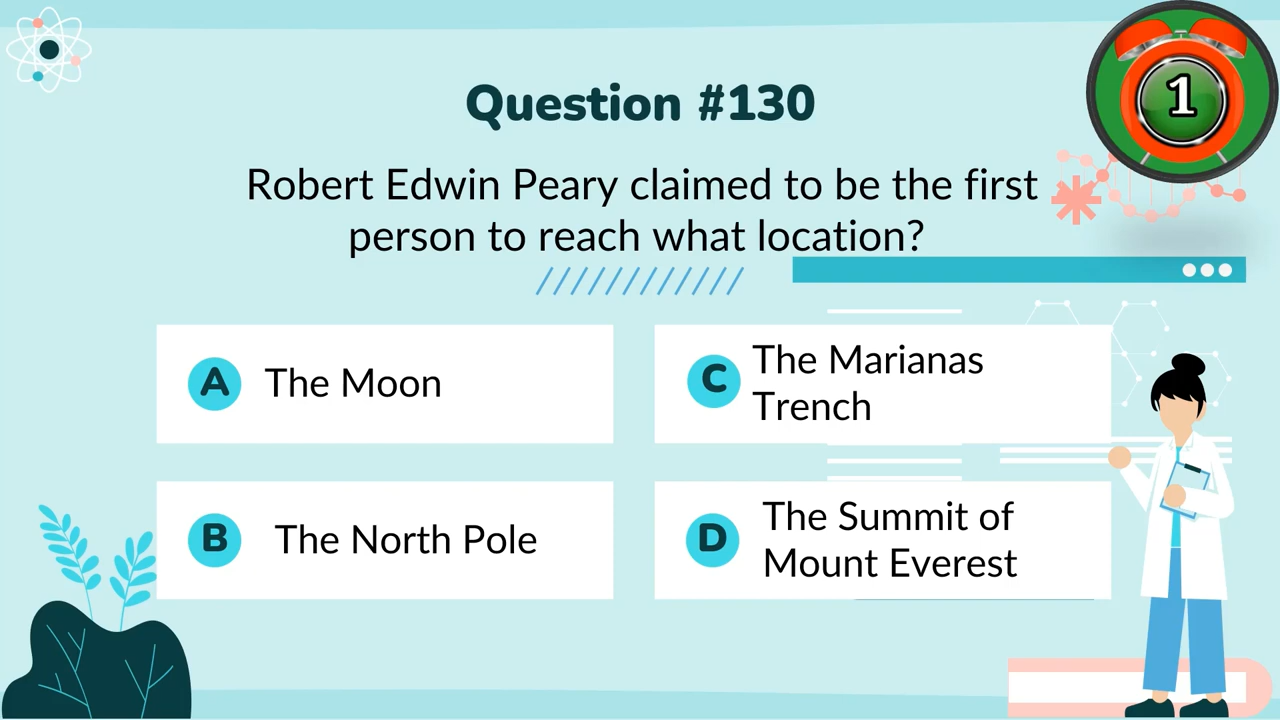 Question #130
1
Robert Edwin Peary claimed to be the first
person to reach what location?
A The Moon
B The North Pole
C The Marianas
Trench
D The Summit of
Mount Everest